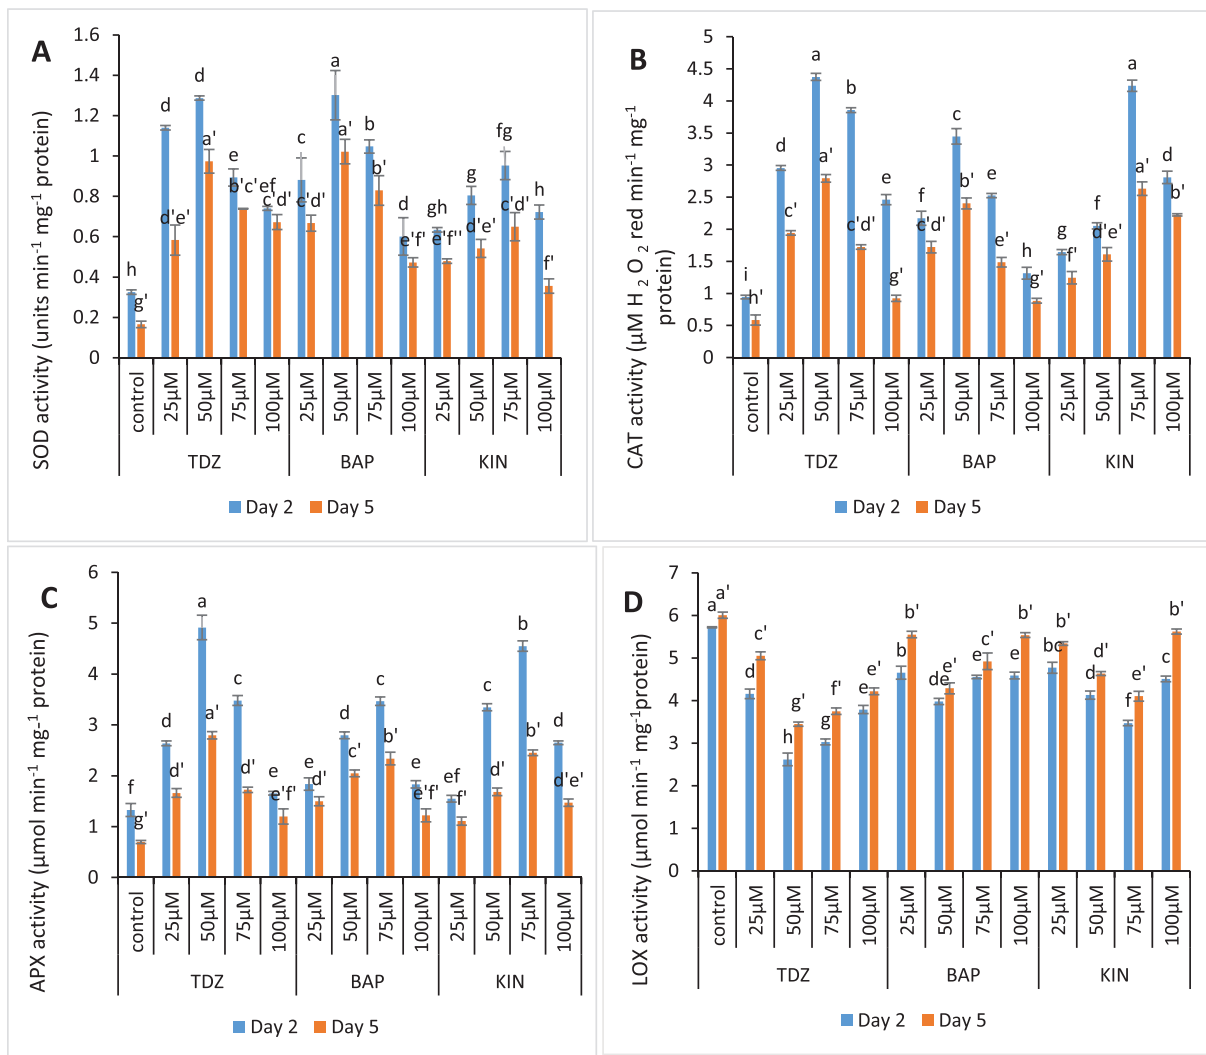 A
SOD activity (units min-1 mg-1 protein)
1.6
1.4
1.2
1
0.8
0.6
0.4
0.2
0
h g' d d'e' d a' e b'c' ef c'd' c c'd' a a' b b' d e'f' gh e'f'' g d'e' fg c'd' h f'
control 25µM 50µM 75µM 100µM 25µM 50µM 75µM 100µM 25µM 50µM 75µM 100µM
TDZ BAP KIN
Day 2 Day 5
B
CAT activity (µM H2O2 red min-1 mg-1
protein)
5
4.5
4
3.5
3
2.5
2
1.5
1
0.5
0
i h' d c' a a' b c'd' e g' f c'd' c b' e e' h g' g f' f d'e' a a' d b'
control 25µM 50µM 75µM 100µM 25µM 50µM 75µM 100µM 25µM 50µM 75µM 100µM
TDZ BAP KIN
Day 2 Day 5
C
APX activity (µmol min-1 mg-1 protein)
6
5
4
3
2
1
0
f g' d d' a a' c d' e e'f' e d' d c' c b' e e'f' ef f' c d' b b' d d'e'
control 25µM 50µM 75µM 100µM 25µM 50µM 75µM 100µM 25µM 50µM 75µM 100µM
TDZ BAP KIN
Day 2 Day 5
D
LOX activity (µmol min-1 mg-1protein)
7
6
5
4
3
2
1
0
a a' d c' h g' g f' e e' b b' de e' e c' e b' bc b' d d' f e' c b'
control 25µM 50µM 75µM 100µM 25µM 50µM 75µM 100µM 25µM 50µM 75µM 100µM
TDZ BAP KIN
Day 2 Day 5